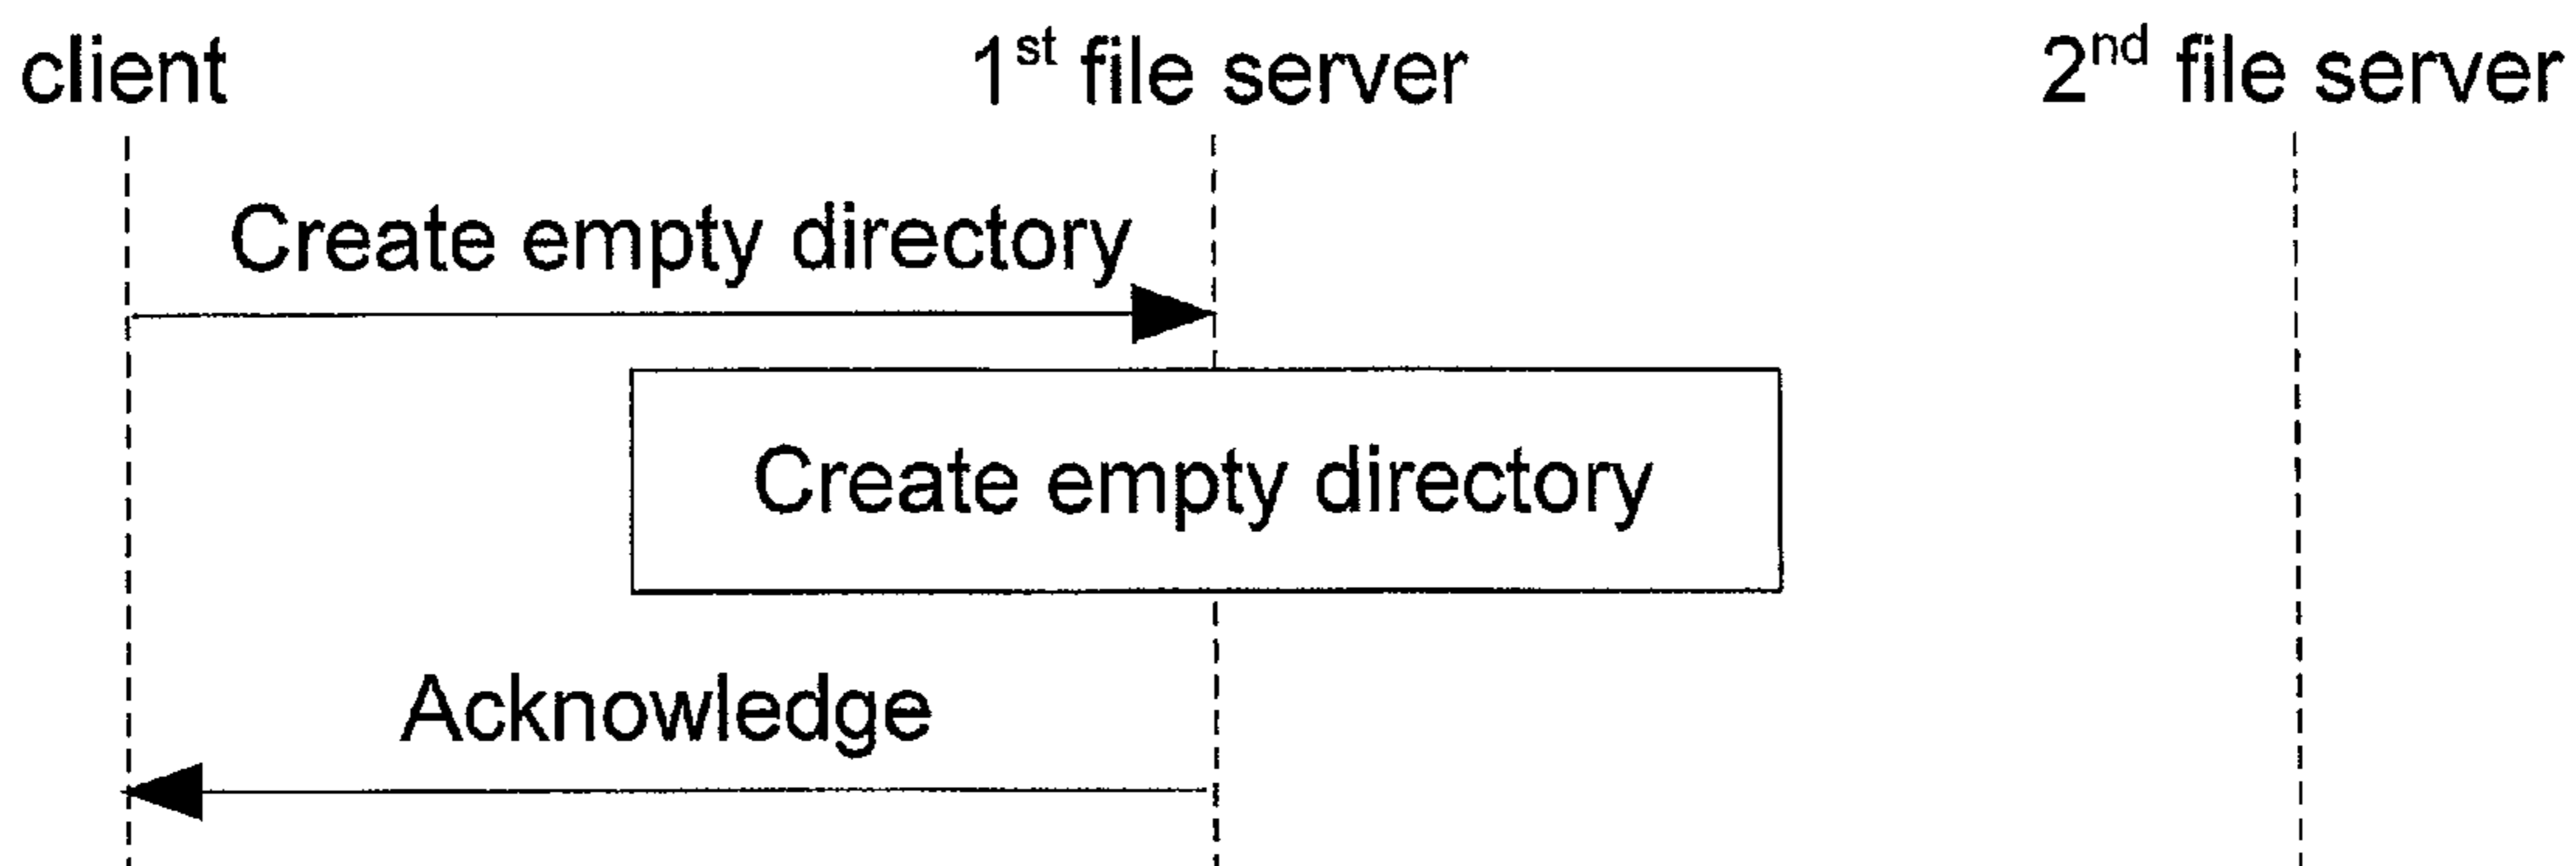 client 1st file server 2nd file server
Create empty directory
Create empty directory
Acknowledge